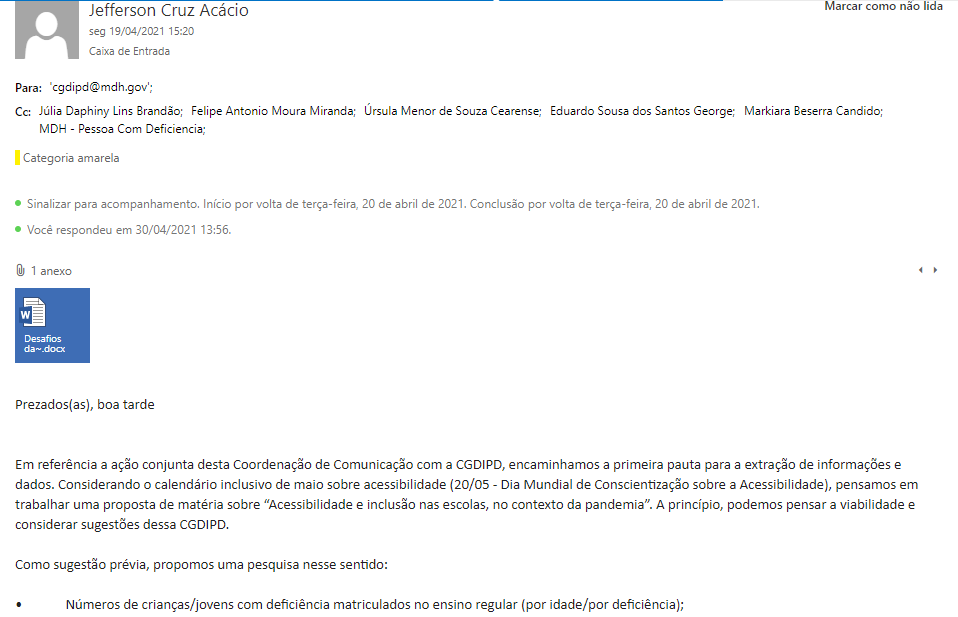 Jefferson Cruz Acácio
Marcar como não lida
seg 19/04/2021 15:20
Caixa de Entrada
Para: 'cgdipd@mdh.gov';
Cc: Júlia Daphiny Lins Brandão; Felipe Antonio Moura Miranda; Úrsula Menor de Souza Cearense; Eduardo Sousa dos Santos George; Markiara Beserra Candido;
MDH - Pessoa Com Deficiencia;
Categoria amarela
Sinalizar para acompanhamento. Início por volta de terça-feira, 20 de abril de 2021. Conclusão por volta de terça-feira, 20 de abril de 2021.
Você respondeu em 30/04/2021 13:56.
1 anexo
W
Desafios
da~.docx
Prezados(as), boa tarde
Em referência a ação conjunta desta Coordenação de Comunicação com a CGDIPD, encaminhamos a primeira pauta para a extração de informações e
dados. Considerando o calendário inclusivo de maio sobre acessibilidade (20/05 - Dia Mundial de Conscientização sobre a Acessibilidade), pensamos em
trabalhar uma proposta de matéria sobre “Acessibilidade e inclusão nas escolas, no contexto da pandemia”. A princípio, podemos pensar a viabilidade e
considerar sugestões dessa CGDIPD.
Como sugestão prévia, propomos uma pesquisa nesse sentido:
• Números de crianças/jovens com deficiência matriculados no ensino regular (por idade/por deficiência);